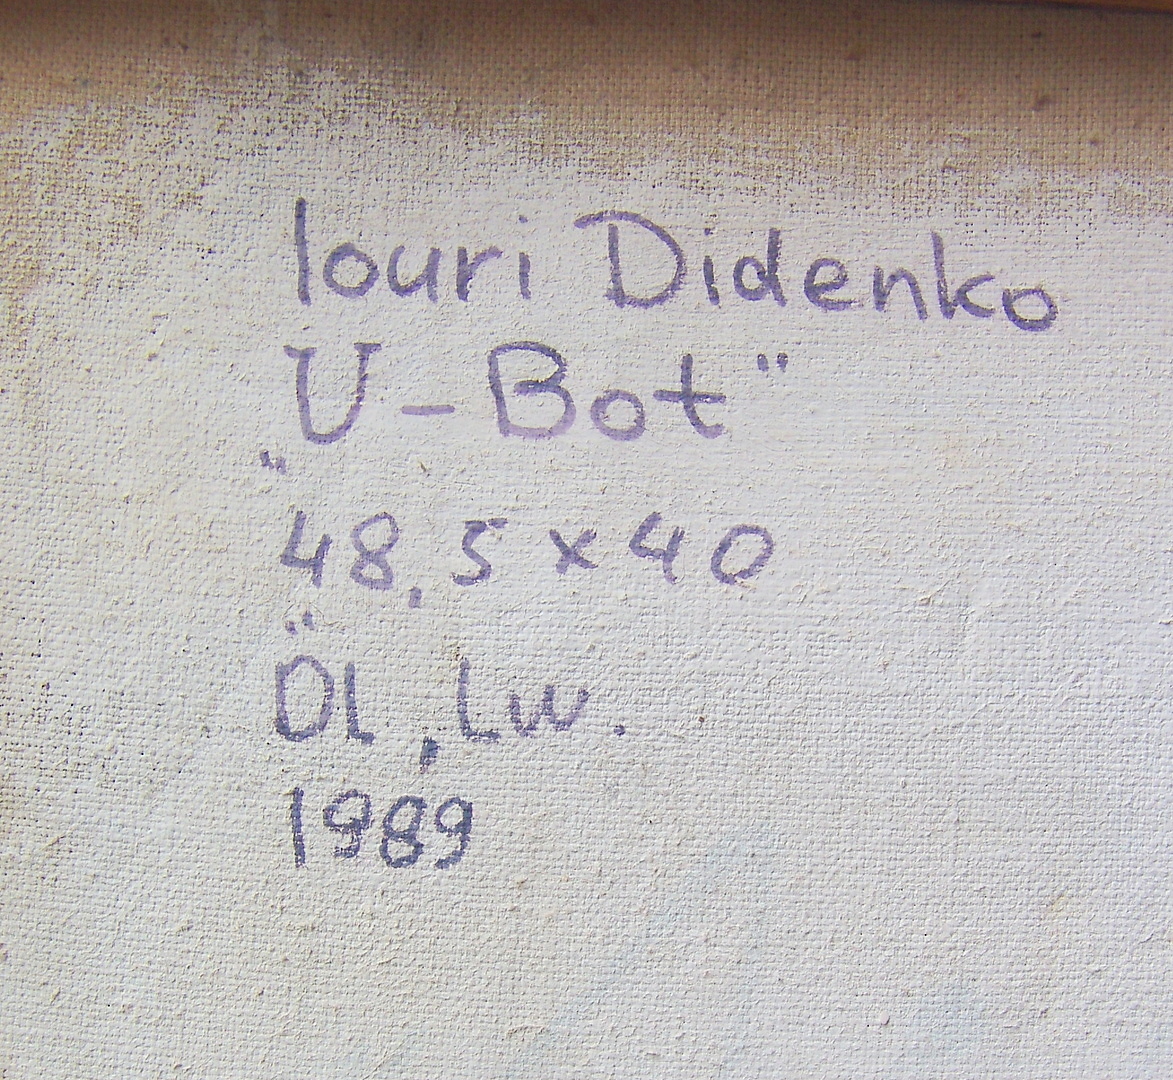 Iouri Didenko
„U-Bot"
48,5 x 40
Öl, Lw.
1989